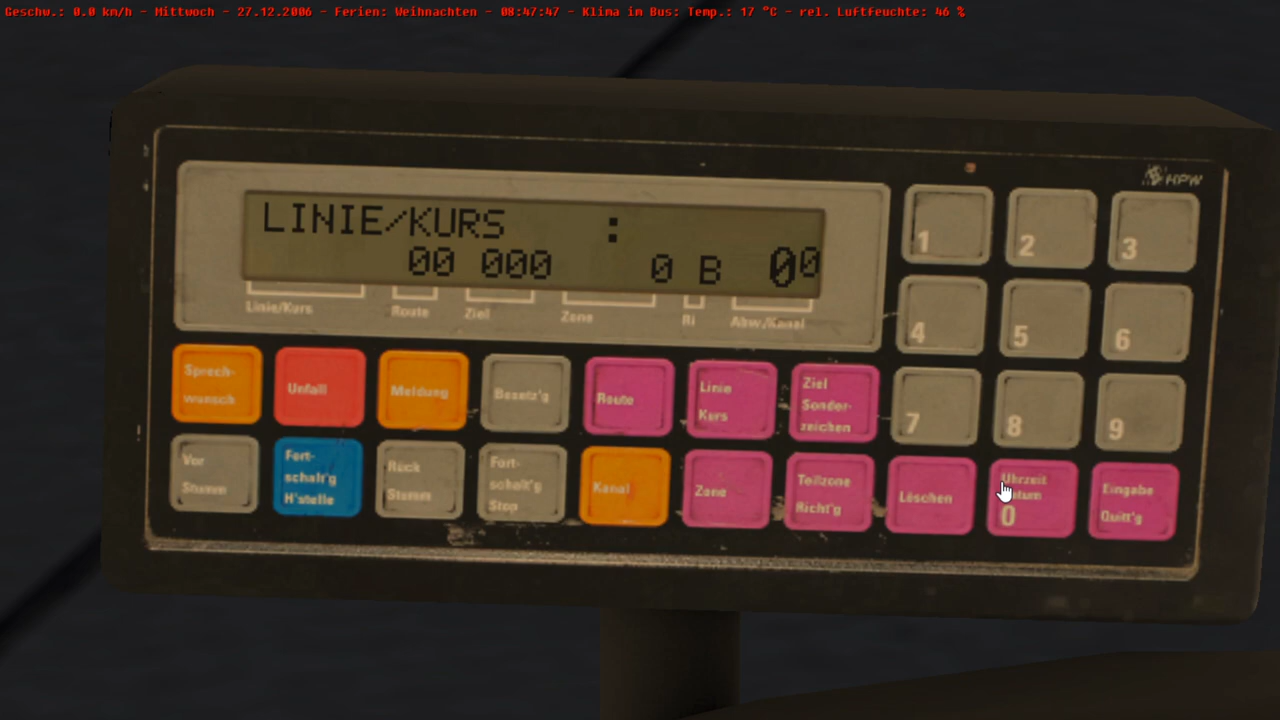 Geschw.: 0.0 km/h - Mittwoch - 27.12.2006 - Ferien: Weihnachten - 08:47:47 - Klima im Bus: Temp.: 17 °C - rel. Luftfeuchte: 46 %
HPW
LINIE/KURS :
00 000 0 B 00
Linie/Kurs Route Ziel Zone Ri Abw./Kanal
1 2 3
4 5 6
7 8 9
Sprech-
wunsch
Unfall
Meldung
Besetz'g
Route
Linie
Kurs
Ziel
Sonder-
zeichen
Vor
Stamm
Fort-
schalt'g
H'stelle
Rück
Stamm
Fort-
schalt'g
Stop
Kanal
Zone
Teilzone
Richt'g
Löschen
Uhrzeit
0
Eingabe
Quitt'g